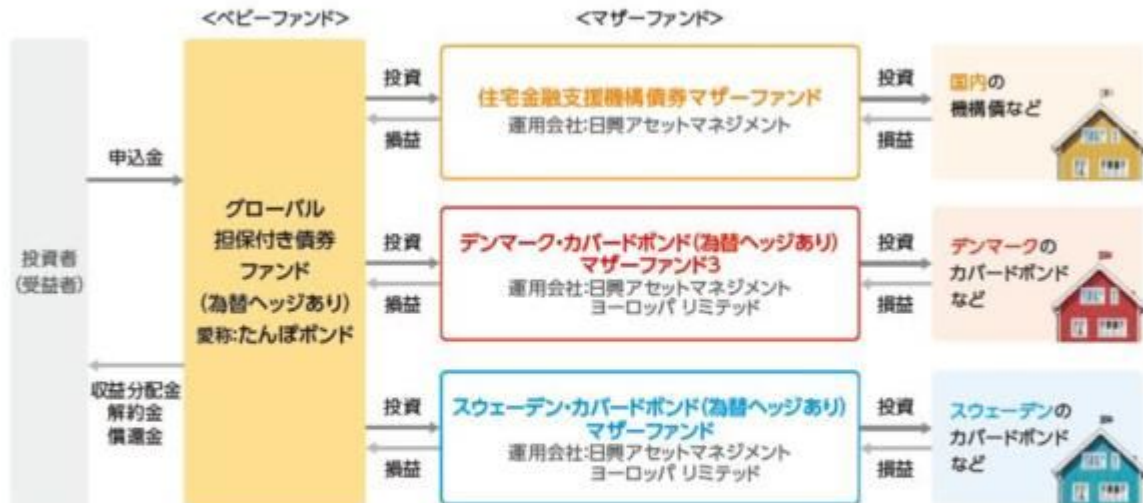 <ベビーファンド>
<マザーファンド>
投資者
(受益者)
申込金
収益分配金
解約金
償還金
グローバル
担保付き債券
ファンド
(為替ヘッジあり)
愛称:たんぽボンド
投資
損益
住宅金融支援機構債券マザーファンド
運用会社:日興アセットマネジメント
投資
損益
国内の
機構債など
投資
損益
デンマーク・カバードボンド(為替ヘッジあり)
マザーファンド3
運用会社:日興アセットマネジメント
ヨーロッパ リミテッド
投資
損益
デンマークの
カバードボンド
など
投資
損益
スウェーデン・カバードボンド(為替ヘッジあり)
マザーファンド
運用会社:日興アセットマネジメント
ヨーロッパ リミテッド
投資
損益
スウェーデンの
カバードボンド
など